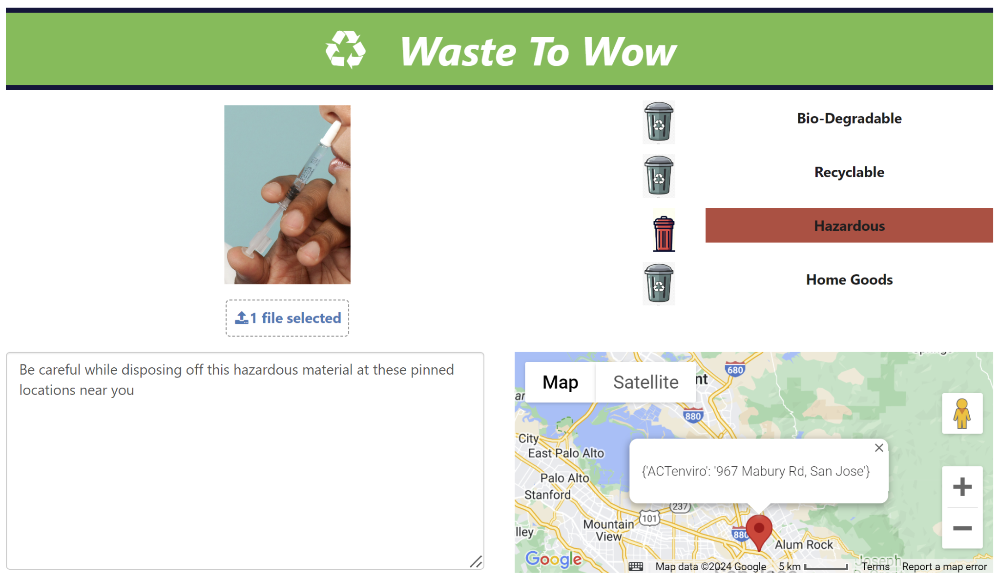 Waste To Wow
Bio-Degradable
Recyclable
Hazardous
Home Goods
1 file selected
Be careful while disposing off this hazardous material at these pinned
locations near you
Map
Satellite
nt
680
880
City
East Palo Alto
{'ACTenviro': '967 Mabury Rd, San Jose'}
Palo Alto
Stanford
237
101
Mountain
View
lley
880
Alum Rock
Google
Joseph
Map data ©2024 Google
5 km
Terms
Report a map error